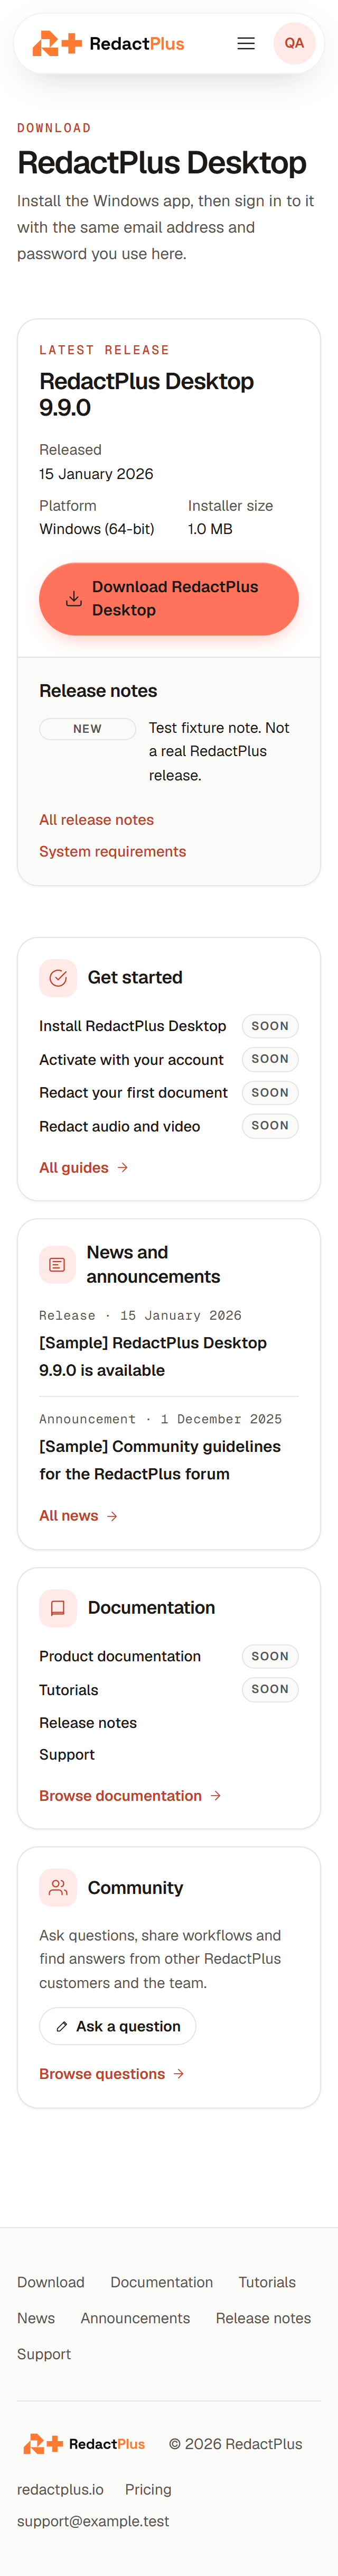 RedactPlus
QA
DOWNLOAD
RedactPlus Desktop
Install the Windows app, then sign in to it
with the same email address and
password you use here.
LATEST RELEASE
RedactPlus Desktop
9.9.0
Released
15 January 2026
Platform Installer size
Windows (64-bit) 1.0 MB
Download RedactPlus
Desktop
Release notes
NEW Test fixture note. Not
a real RedactPlus
release.
All release notes
System requirements
Get started
Install RedactPlus Desktop SOON
Activate with your account SOON
Redact your first document SOON
Redact audio and video SOON
All guides →
News and
announcements
Release · 15 January 2026
[Sample] RedactPlus Desktop
9.9.0 is available
Announcement · 1 December 2025
[Sample] Community guidelines
for the RedactPlus forum
All news →
Documentation
Product documentation SOON
Tutorials SOON
Release notes
Support
Browse documentation →
Community
Ask questions, share workflows and
find answers from other RedactPlus
customers and the team.
Ask a question
Browse questions →
Download Documentation Tutorials
News Announcements Release notes
Support
RedactPlus © 2026 RedactPlus
redactplus.io Pricing
support@example.test